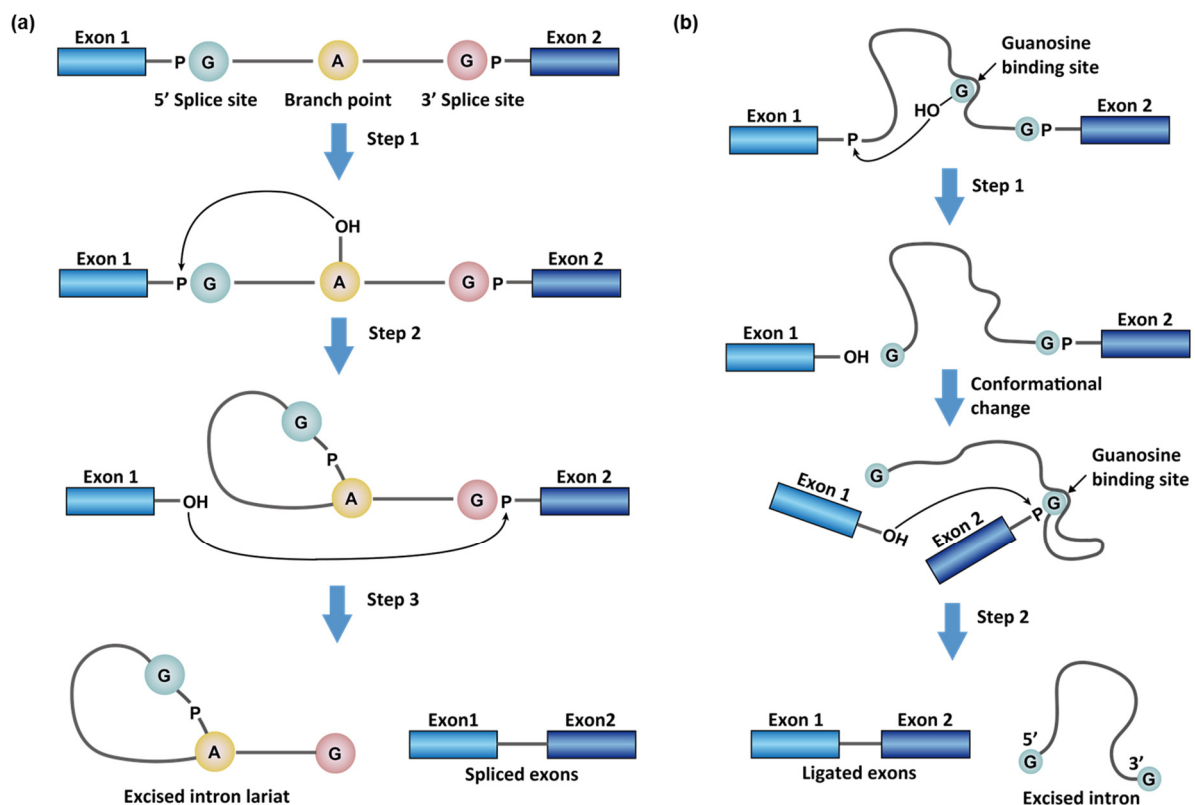 (a)
Exon 1
P
G
A
G
P
Exon 2
5’ Splice site
Branch point
3’ Splice site
Step 1
OH
Exon 1
P
G
A
G
P
Exon 2
Step 2
G
P
Exon 1
OH
A
G
P
Exon 2
Step 3
G
P
A
G
Exon1
Exon2
Spliced exons
Excised intron lariat
(b)
Guanosine
binding site
G
HO
Exon 1
P
G
P
Exon 2
Step 1
Exon 1
OH
G
G
P
Exon 2
Conformational
change
G
Guanosine
binding site
Exon 1
OH
Exon 2
P
G
Step 2
Exon 1
Exon 2
Ligated exons
5’
G
3’
G
Excised intron